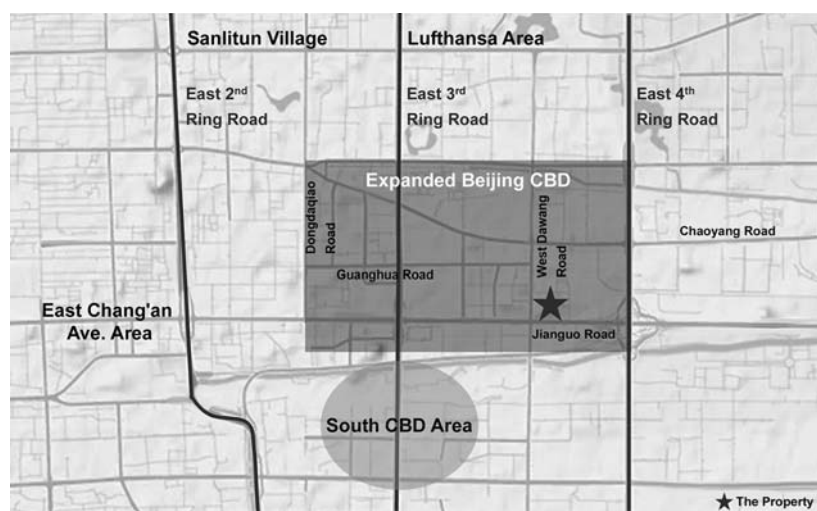 Sanlitun Village
Lufthansa Area
East 2nd
Ring Road
East 3rd
Ring Road
East 4th
Ring Road
Expanded Beijing CBD
Dongdaqiao
Road
West Dawang
Road
Chaoyang Road
Guanghua Road
East Chang'an
Ave. Area
Jianguo Road
South CBD Area
The Property